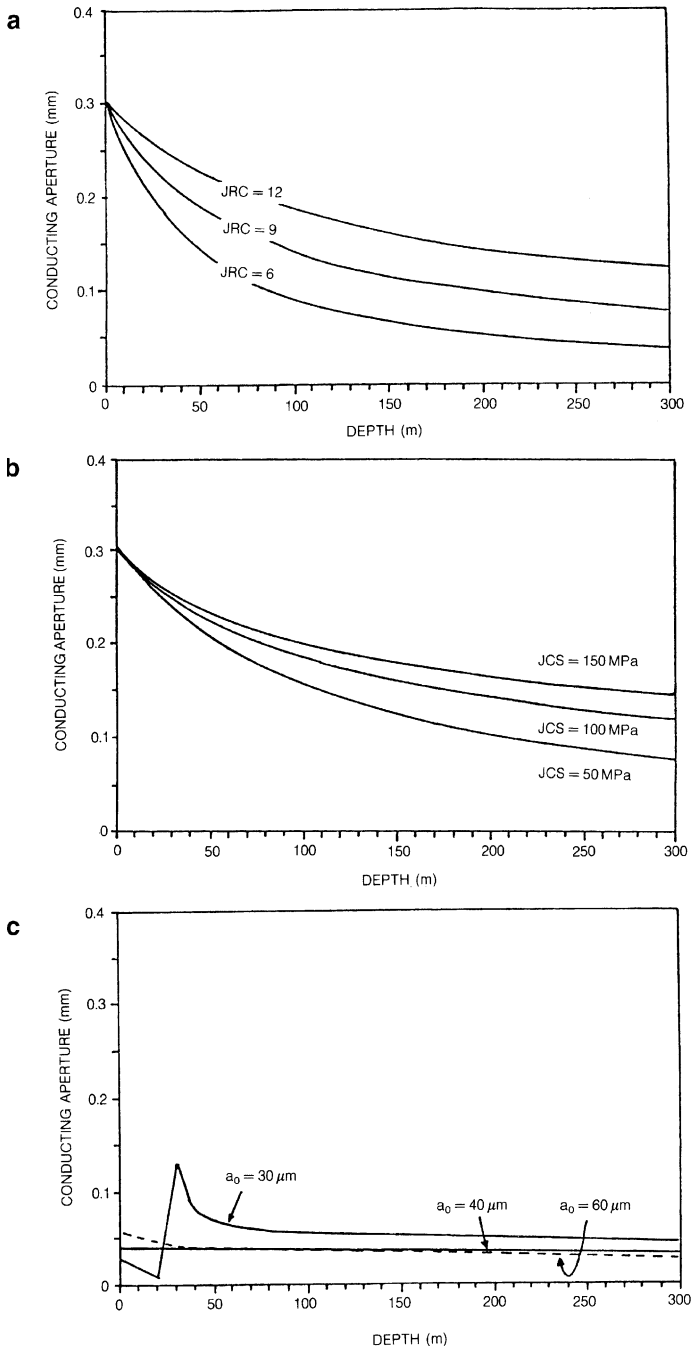 a
0.4
0.3
0.2
0.1
0
CONDUCTING APERTURE (mm)
JRC = 12
JRC = 9
JRC = 6
0 50 100 150 200 250 300
DEPTH (m)
b
0.4
0.3
0.2
0.1
0
CONDUCTING APERTURE (mm)
JCS = 150 MPa
JCS = 100 MPa
JCS = 50 MPa
0 50 100 150 200 250 300
DEPTH (m)
c
0.4
0.3
0.2
0.1
0
CONDUCTING APERTURE (mm)
a₀ = 30 μm
a₀ = 40 μm
a₀ = 60 μm
0 50 100 150 200 250 300
DEPTH (m)